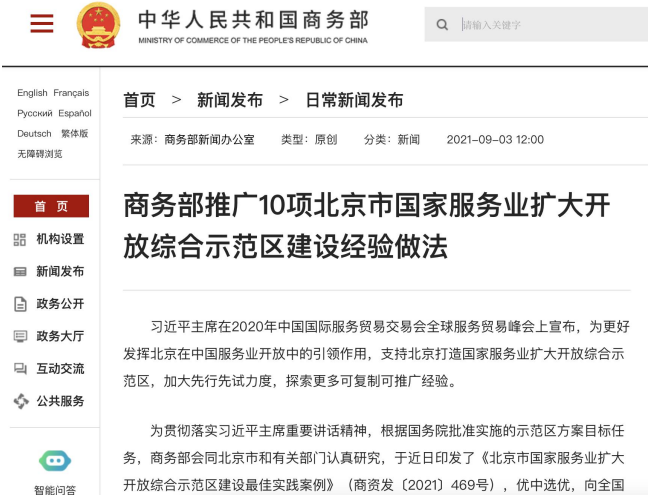 中华人民共和国商务部
MINISTRY OF COMMERCE OF THE PEOPLE'S REPUBLIC OF CHINA
请输入关键字
English Français
Русский Español
Deutsch 繁体版
无障碍浏览
首页 > 新闻发布 > 日常新闻发布
来源：商务部新闻办公室 类型：原创 分类：新闻 2021-09-03 12:00
首 页
机构设置
新闻发布
政务公开
政务大厅
互动交流
公共服务
智能问答
商务部推广10项北京市国家服务业扩大开
放综合示范区建设经验做法
习近平主席在2020年中国国际服务贸易交易会全球服务贸易峰会上宣布，为更好
发挥北京在中国服务业开放中的引领作用，支持北京打造国家服务业扩大开放综合示
范区，加大先行先试力度，探索更多可复制可推广经验。
为贯彻落实习近平主席重要讲话精神，根据国务院批准实施的示范区方案目标任
务，商务部会同北京市和有关部门认真研究，于近日印发了《北京市国家服务业扩大
开放综合示范区建设最佳实践案例》（商资发〔2021〕469号），优中选优，向全国